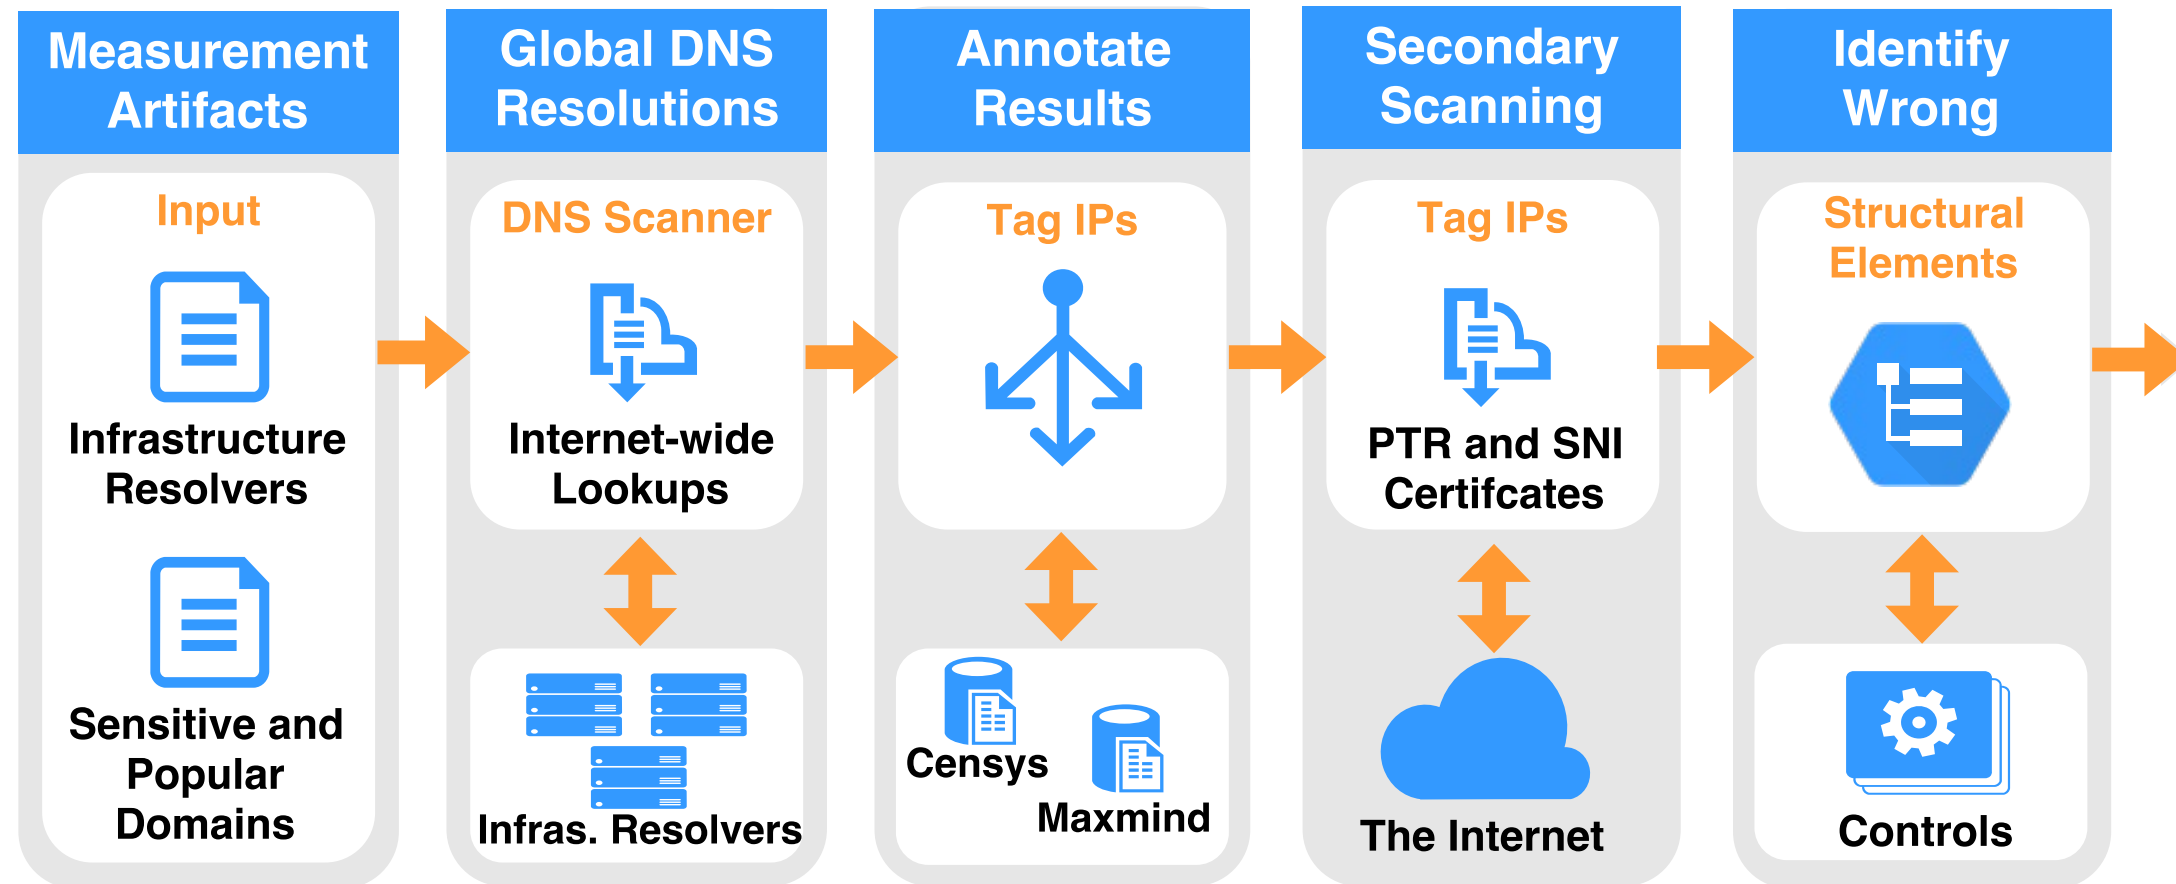 Measurement
Artifacts
Input
Infrastructure
Resolvers
Sensitive and
Popular
Domains
Global DNS
Resolutions
DNS Scanner
Internet-wide
Lookups
Infras. Resolvers
Annotate
Results
Tag IPs
Censys
Maxmind
Secondary
Scanning
Tag IPs
PTR and SNI
Certifcates
The Internet
Identify
Wrong
Structural
Elements
Controls